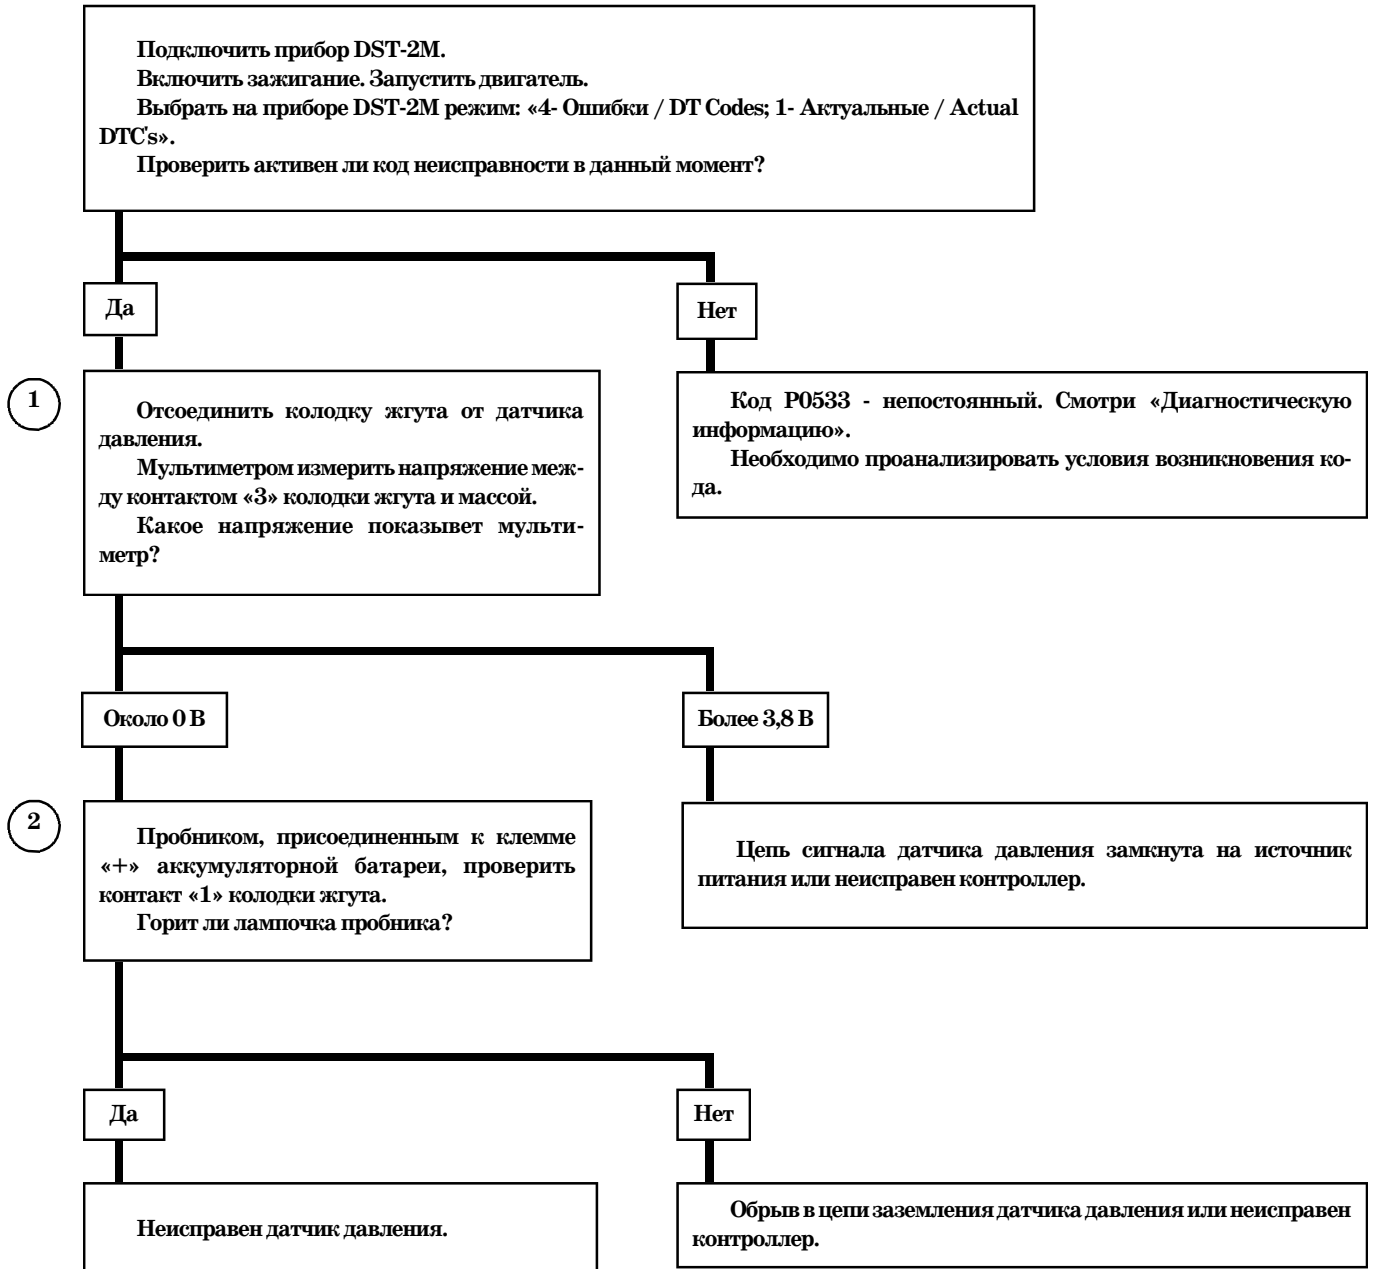 Подключить прибор DST-2M.
Включить зажигание. Запустить двигатель.
Выбрать на приборе DST-2M режим: «4- Ошибки / DT Codes; 1- Актуальные / Actual
DTC's».
Проверить активен ли код неисправности в данный момент?
Да
Нет
1
Отсоединить колодку жгута от датчика
давления.
Мультиметром измерить напряжение меж-
ду контактом «3» колодки жгута и массой.
Какое напряжение показывет мульти-
метр?
Код P0533 - непостоянный. Смотри «Диагностическую
информацию».
Необходимо проанализировать условия возникновения ко-
да.
Около 0 В
Более 3,8 В
2
Пробником, присоединенным к клемме
«+» аккумуляторной батареи, проверить
контакт «1» колодки жгута.
Горит ли лампочка пробника?
Цепь сигнала датчика давления замкнута на источник
питания или неисправен контроллер.
Да
Нет
Неисправен датчик давления.
Обрыв в цепи заземления датчика давления или неисправен
контроллер.